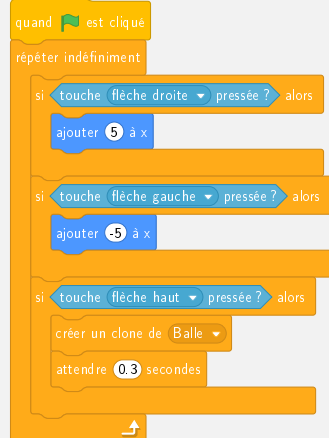 quand est cliqué
répéter indéfiniment
si touche flèche droite pressée ? alors
ajouter 5 à x
si touche flèche gauche pressée ? alors
ajouter -5 à x
si touche flèche haut pressée ? alors
créer un clone de Balle
attendre 0.3 secondes